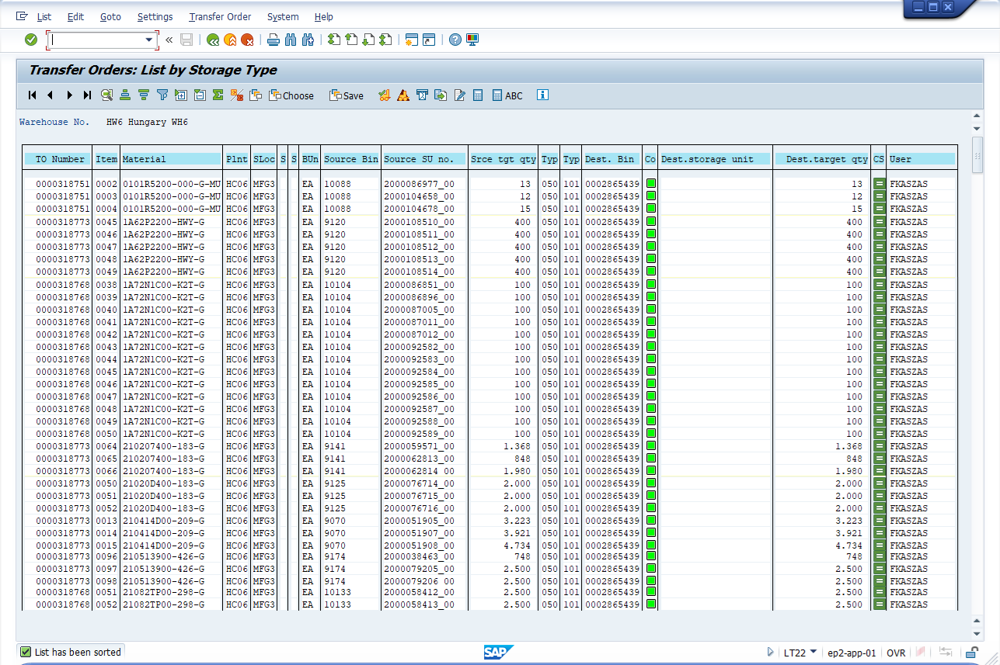 List Edit Goto Settings Transfer Order System Help
Transfer Orders: List by Storage Type
Choose Save ABC
Warehouse No. HW6 Hungary WH6
TO Number Item Material Plnt SLoc S S BUn Source Bin Source SU no. Srce tgt qty Typ Typ Dest. Bin Co Dest.storage unit Dest.target qty CS User
0000318751 0002 0101R5200-000-G-MU HC06 MFG3 EA 10088 2000086977_00 13 050 101 0002865439 13 FKASZAS
0000318751 0003 0101R5200-000-G-MU HC06 MFG3 EA 10088 2000104658_00 12 050 101 0002865439 12 FKASZAS
0000318751 0004 0101R5200-000-G-MU HC06 MFG3 EA 10088 2000104678_00 15 050 101 0002865439 15 FKASZAS
0000318773 0045 1A62P2200-HWY-G HC06 MFG3 EA 9120 2000108510_00 400 050 101 0002865439 400 FKASZAS
0000318773 0046 1A62P2200-HWY-G HC06 MFG3 EA 9120 2000108511_00 400 050 101 0002865439 400 FKASZAS
0000318773 0047 1A62P2200-HWY-G HC06 MFG3 EA 9120 2000108512_00 400 050 101 0002865439 400 FKASZAS
0000318773 0048 1A62P2200-HWY-G HC06 MFG3 EA 9120 2000108513_00 400 050 101 0002865439 400 FKASZAS
0000318773 0049 1A62P2200-HWY-G HC06 MFG3 EA 9120 2000108514_00 400 050 101 0002865439 400 FKASZAS
0000318768 0038 1A72N1C00-K2T-G HC06 MFG3 EA 10104 2000086851_00 100 050 101 0002865439 100 FKASZAS
0000318768 0039 1A72N1C00-K2T-G HC06 MFG3 EA 10104 2000086896_00 100 050 101 0002865439 100 FKASZAS
0000318768 0040 1A72N1C00-K2T-G HC06 MFG3 EA 10104 2000087005_00 100 050 101 0002865439 100 FKASZAS
0000318768 0041 1A72N1C00-K2T-G HC06 MFG3 EA 10104 2000087011_00 100 050 101 0002865439 100 FKASZAS
0000318768 0042 1A72N1C00-K2T-G HC06 MFG3 EA 10104 2000087012_00 100 050 101 0002865439 100 FKASZAS
0000318768 0043 1A72N1C00-K2T-G HC06 MFG3 EA 10104 2000092582_00 100 050 101 0002865439 100 FKASZAS
0000318768 0044 1A72N1C00-K2T-G HC06 MFG3 EA 10104 2000092583_00 100 050 101 0002865439 100 FKASZAS
0000318768 0045 1A72N1C00-K2T-G HC06 MFG3 EA 10104 2000092584_00 100 050 101 0002865439 100 FKASZAS
0000318768 0046 1A72N1C00-K2T-G HC06 MFG3 EA 10104 2000092585_00 100 050 101 0002865439 100 FKASZAS
0000318768 0047 1A72N1C00-K2T-G HC06 MFG3 EA 10104 2000092586_00 100 050 101 0002865439 100 FKASZAS
0000318768 0048 1A72N1C00-K2T-G HC06 MFG3 EA 10104 2000092587_00 100 050 101 0002865439 100 FKASZAS
0000318768 0049 1A72N1C00-K2T-G HC06 MFG3 EA 10104 2000092588_00 100 050 101 0002865439 100 FKASZAS
0000318768 0050 1A72N1C00-K2T-G HC06 MFG3 EA 10104 2000092589_00 100 050 101 0002865439 100 FKASZAS
0000318773 0064 210207400-183-G HC06 MFG3 EA 9141 2000059571_00 1.368 050 101 0002865439 1.368 FKASZAS
0000318773 0065 210207400-183-G HC06 MFG3 EA 9141 2000062813_00 848 050 101 0002865439 848 FKASZAS
0000318773 0066 210207400-183-G HC06 MFG3 EA 9141 2000062814 00 1.980 050 101 0002865439 1.980 FKASZAS
0000318773 0050 21020D400-183-G HC06 MFG3 EA 9125 2000076714_00 2.000 050 101 0002865439 2.000 FKASZAS
0000318773 0051 21020D400-183-G HC06 MFG3 EA 9125 2000076715_00 2.000 050 101 0002865439 2.000 FKASZAS
0000318773 0052 21020D400-183-G HC06 MFG3 EA 9125 2000076716_00 2.000 050 101 0002865439 2.000 FKASZAS
0000318773 0013 210414D00-209-G HC06 MFG3 EA 9070 2000051905_00 3.223 050 101 0002865439 3.223 FKASZAS
0000318773 0014 210414D00-209-G HC06 MFG3 EA 9070 2000051907_00 3.921 050 101 0002865439 3.921 FKASZAS
0000318773 0015 210414D00-209-G HC06 MFG3 EA 9070 2000051908_00 4.734 050 101 0002865439 4.734 FKASZAS
0000318773 0096 210513900-426-G HC06 MFG3 EA 9174 2000038463_00 748 050 101 0002865439 748 FKASZAS
0000318773 0097 210513900-426-G HC06 MFG3 EA 9174 2000079205_00 2.500 050 101 0002865439 2.500 FKASZAS
0000318773 0098 210513900-426-G HC06 MFG3 EA 9174 2000079206 00 2.500 050 101 0002865439 2.500 FKASZAS
0000318768 0051 21082TP00-298-G HC06 MFG3 EA 10133 2000058412_00 2.500 050 101 0002865439 2.500 FKASZAS
0000318768 0052 21082TP00-298-G HC06 MFG3 EA 10133 2000058413_00 2.500 050 101 0002865439 2.500 FKASZAS
List has been sorted SAP LT22 ep2-app-01 OVR